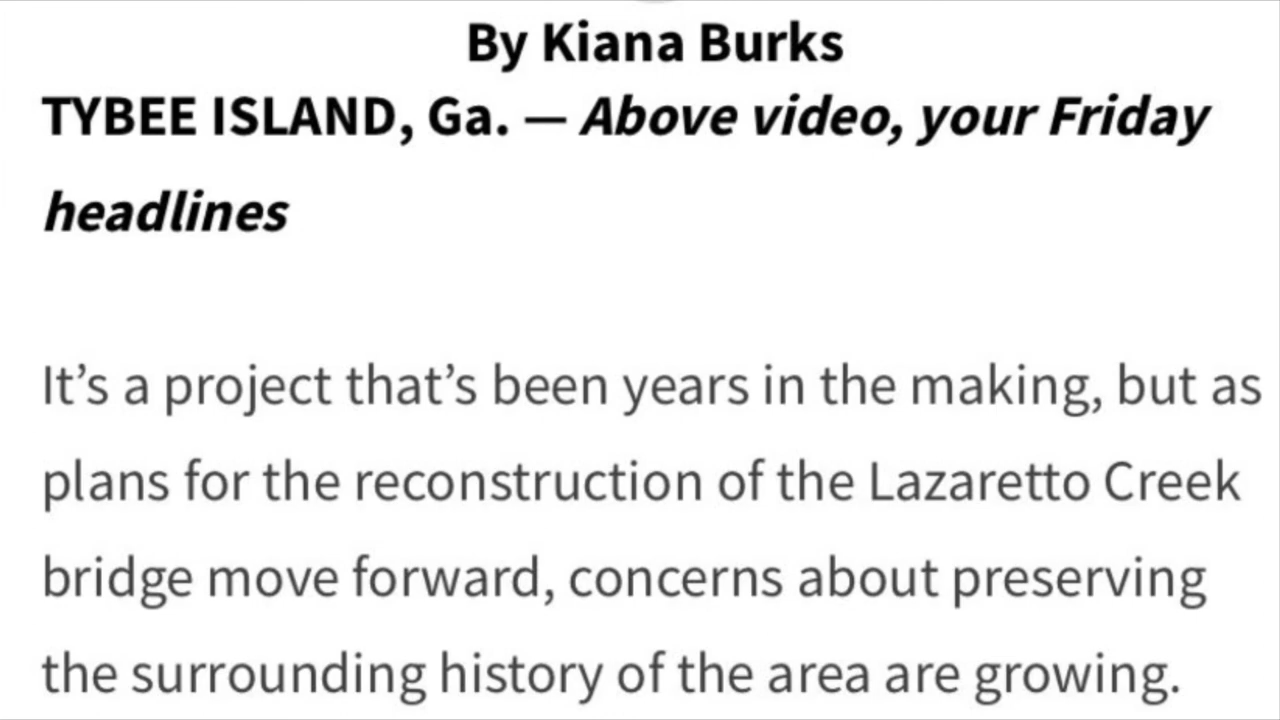 By Kiana Burks
TYBEE ISLAND, Ga. — Above video, your Friday
headlines
It’s a project that’s been years in the making, but as
plans for the reconstruction of the Lazaretto Creek
bridge move forward, concerns about preserving
the surrounding history of the area are growing.